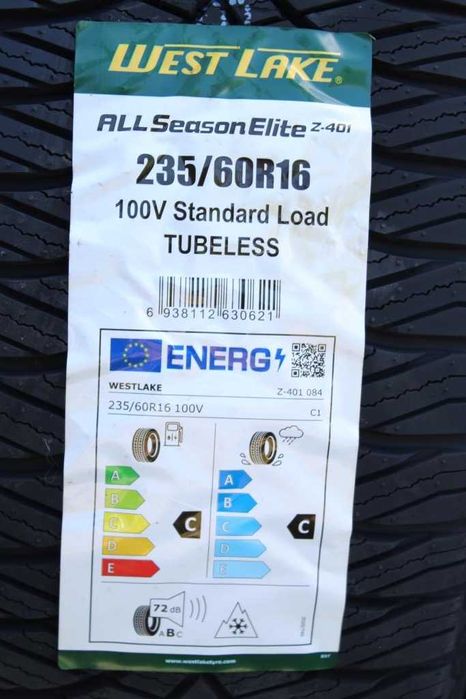 WEST LAKE®
ALL Season Elite Z-401
235/60R16
100V Standard Load
TUBELESS
6 938112 630621
ENERG
WESTLAKE Z-401 084
235/60R16 100V C1
A A
B B
C C C C
D D
E E
72 dB
A B C
www.westlaketyre.com